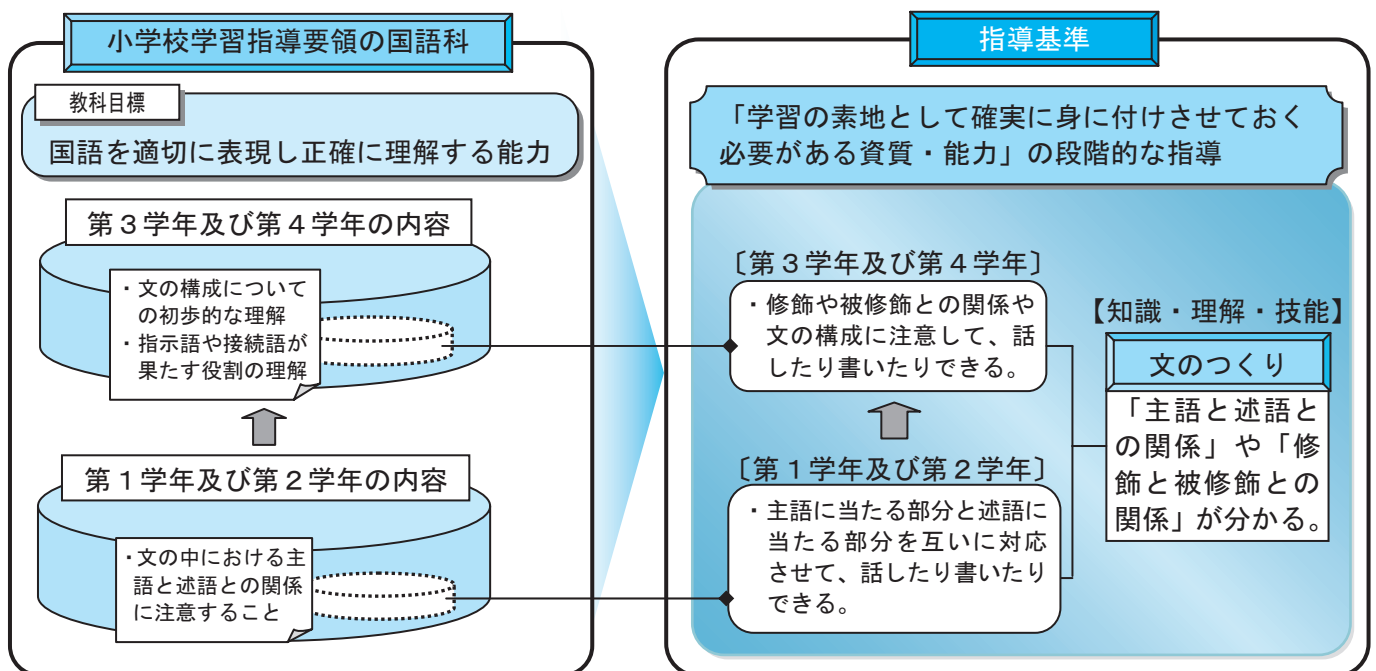 小学校学習指導要領の国語科
教科目標
国語を適切に表現し正確に理解する能力
第３学年及び第４学年の内容
・文の構成について
の初歩的な理解
・指示語や接続語が
果たす役割の理解
第１学年及び第２学年の内容
・文の中における主
語と述語との関係
に注意すること
指導基準
「学習の素地として確実に身に付けさせておく
必要がある資質・能力」の段階的な指導
〔第３学年及び第４学年〕
・修飾や被修飾との関係や
文の構成に注意して、話
したり書いたりできる。
〔第１学年及び第２学年〕
・主語に当たる部分と述語に
当たる部分を互いに対応
させて、話したり書いたり
できる。
【知識・理解・技能】
文のつくり
「主語と述語と
の関係」や「修
飾と被修飾との
関係」が分かる。